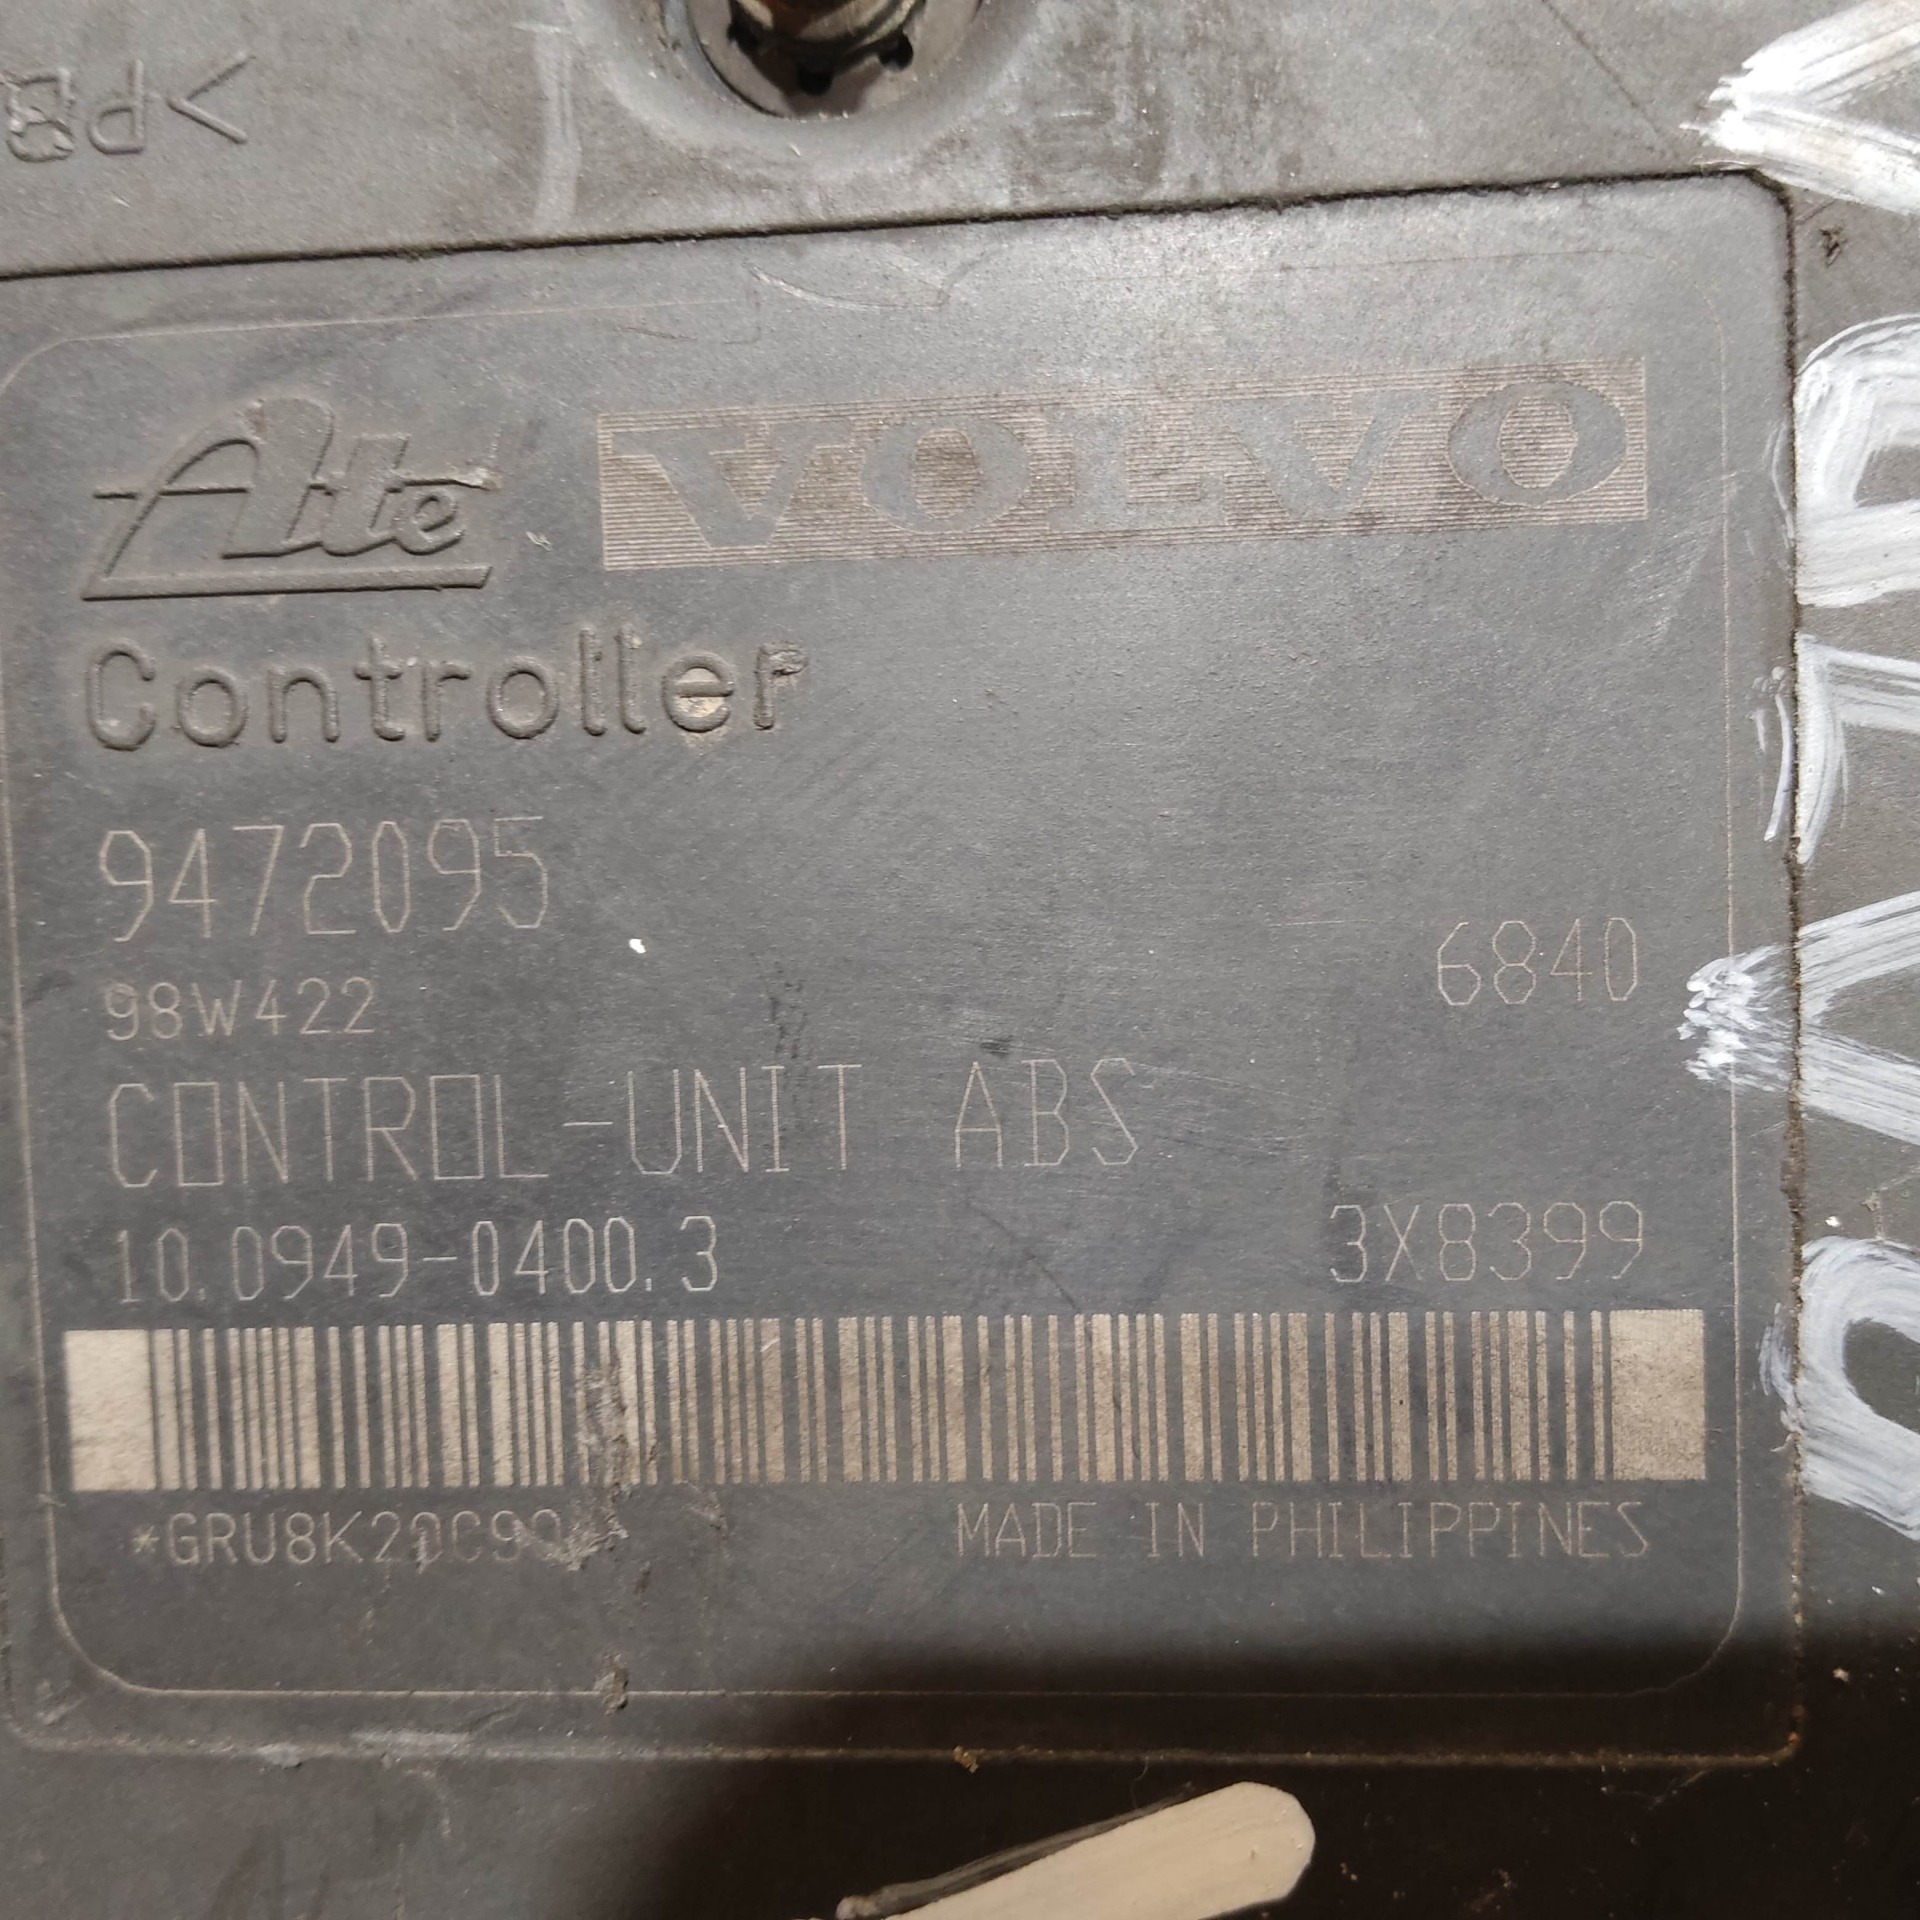 Ate VOLVO
Controller
9472095
6840
98W422
CONTROL-UNIT ABS
10.0949-0400.3 3X8399
MADE IN PHILIPPINES